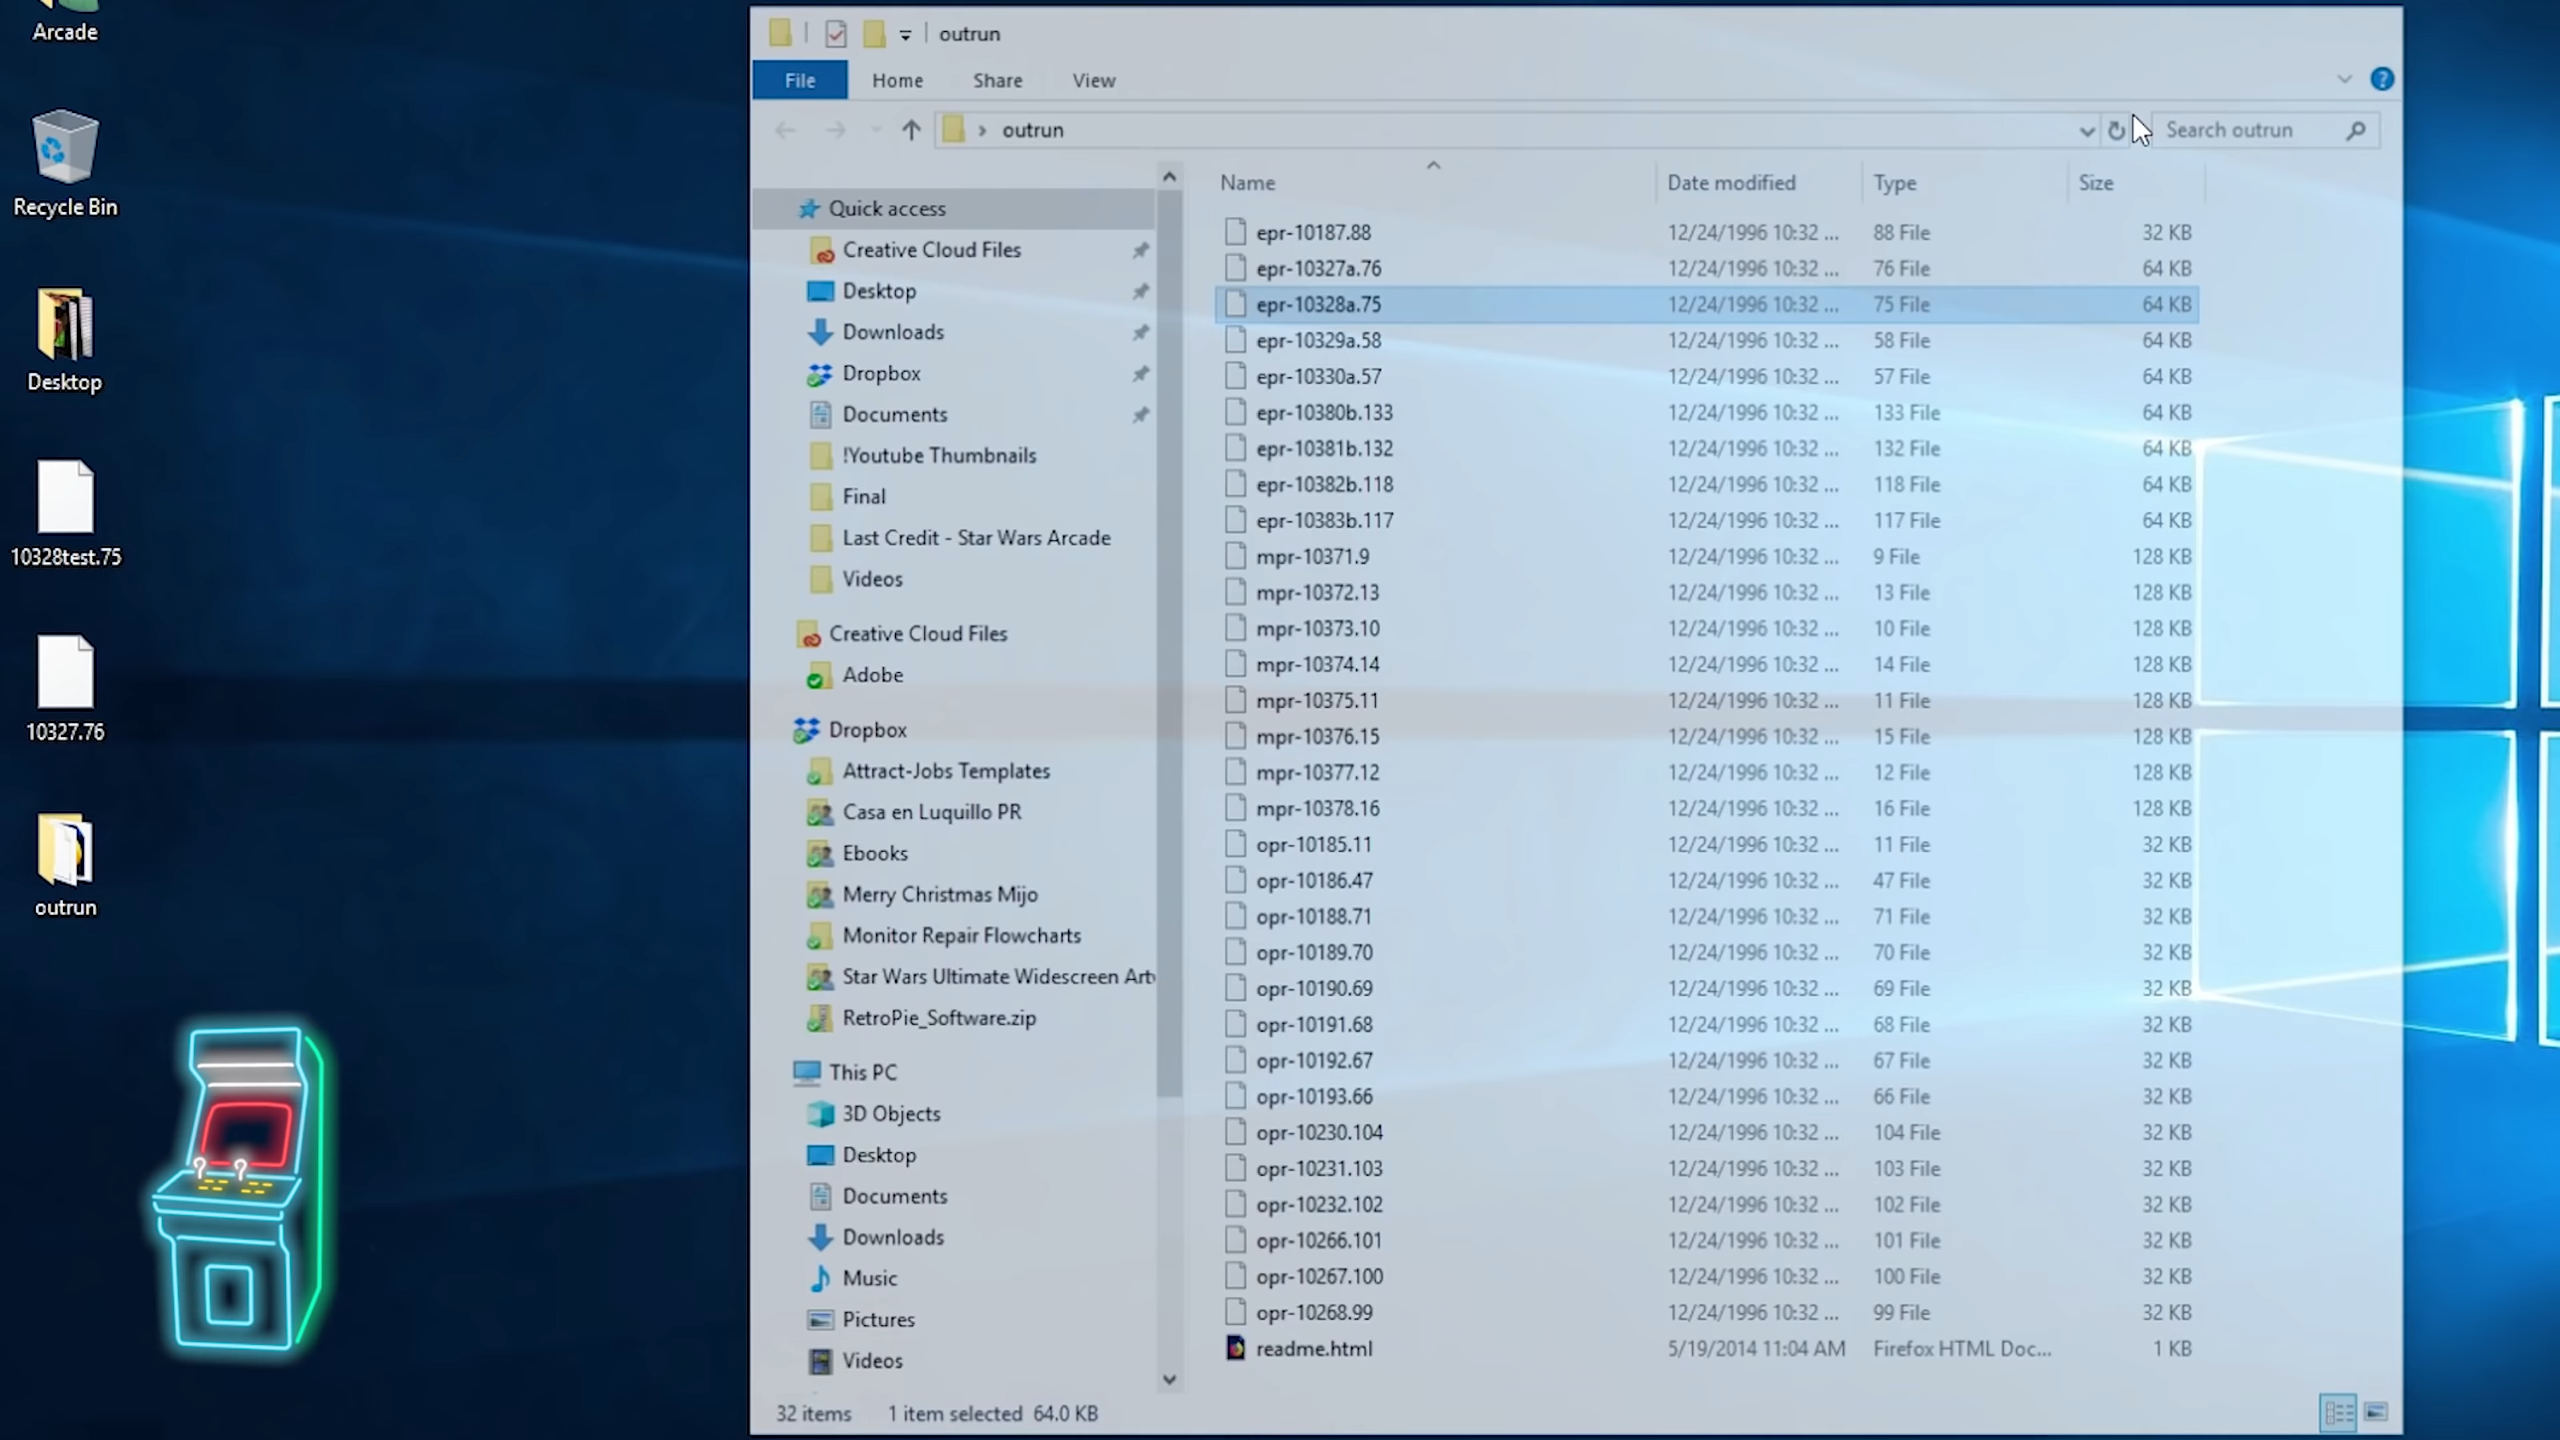 Arcade
Recycle Bin
Desktop
10328test.75
10327.76
outrun
outrun
File Home Share View
outrun
Search outrun
Quick access
Creative Cloud Files
Desktop
Downloads
Dropbox
Documents
!Youtube Thumbnails
Final
Last Credit - Star Wars Arcade
Videos
Creative Cloud Files
Adobe
Dropbox
Attract-Jobs Templates
Casa en Luquillo PR
Ebooks
Merry Christmas Mijo
Monitor Repair Flowcharts
Star Wars Ultimate Widescreen Art
RetroPie_Software.zip
This PC
3D Objects
Desktop
Documents
Downloads
Music
Pictures
Videos
Name Date modified Type Size
epr-10187.88 12/24/1996 10:32 ... 88 File 32 KB
epr-10327a.76 12/24/1996 10:32 ... 76 File 64 KB
epr-10328a.75 12/24/1996 10:32 ... 75 File 64 KB
epr-10329a.58 12/24/1996 10:32 ... 58 File 64 KB
epr-10330a.57 12/24/1996 10:32 ... 57 File 64 KB
epr-10380b.133 12/24/1996 10:32 ... 133 File 64 KB
epr-10381b.132 12/24/1996 10:32 ... 132 File 64 KB
epr-10382b.118 12/24/1996 10:32 ... 118 File 64 KB
epr-10383b.117 12/24/1996 10:32 ... 117 File 64 KB
mpr-10371.9 12/24/1996 10:32 ... 9 File 128 KB
mpr-10372.13 12/24/1996 10:32 ... 13 File 128 KB
mpr-10373.10 12/24/1996 10:32 ... 10 File 128 KB
mpr-10374.14 12/24/1996 10:32 ... 14 File 128 KB
mpr-10375.11 12/24/1996 10:32 ... 11 File 128 KB
mpr-10376.15 12/24/1996 10:32 ... 15 File 128 KB
mpr-10377.12 12/24/1996 10:32 ... 12 File 128 KB
mpr-10378.16 12/24/1996 10:32 ... 16 File 128 KB
opr-10185.11 12/24/1996 10:32 ... 11 File 32 KB
opr-10186.47 12/24/1996 10:32 ... 47 File 32 KB
opr-10188.71 12/24/1996 10:32 ... 71 File 32 KB
opr-10189.70 12/24/1996 10:32 ... 70 File 32 KB
opr-10190.69 12/24/1996 10:32 ... 69 File 32 KB
opr-10191.68 12/24/1996 10:32 ... 68 File 32 KB
opr-10192.67 12/24/1996 10:32 ... 67 File 32 KB
opr-10193.66 12/24/1996 10:32 ... 66 File 32 KB
opr-10230.104 12/24/1996 10:32 ... 104 File 32 KB
opr-10231.103 12/24/1996 10:32 ... 103 File 32 KB
opr-10232.102 12/24/1996 10:32 ... 102 File 32 KB
opr-10266.101 12/24/1996 10:32 ... 101 File 32 KB
opr-10267.100 12/24/1996 10:32 ... 100 File 32 KB
opr-10268.99 12/24/1996 10:32 ... 99 File 32 KB
readme.html 5/19/2014 11:04 AM Firefox HTML Doc... 1 KB
32 items 1 item selected 64.0 KB